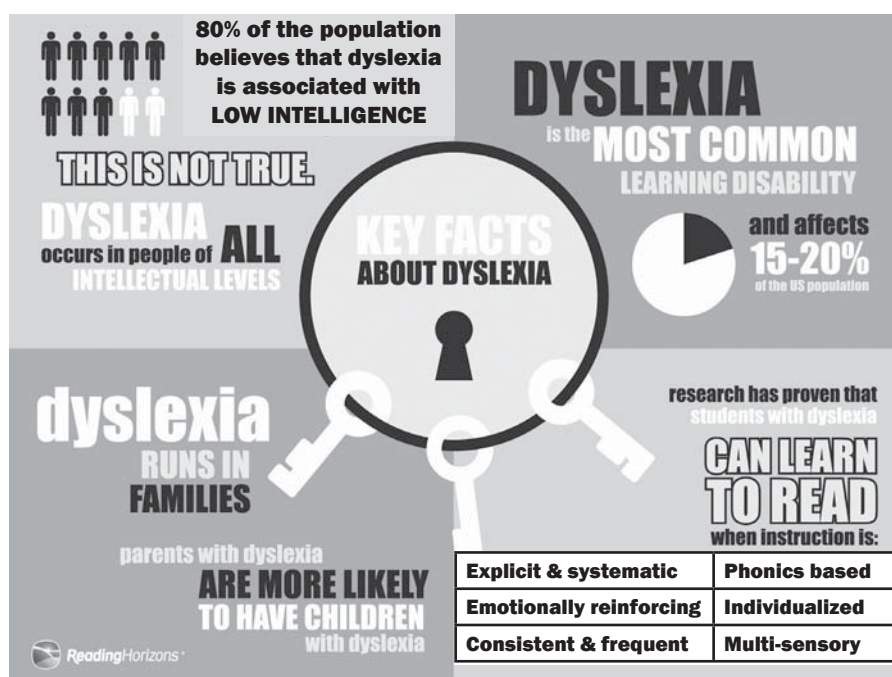 80% of the population
believes that dyslexia
is associated with
LOW INTELLIGENCE
THIS IS NOT TRUE.
DYSLEXIA
occurs in people of ALL
INTELLECTUAL LEVELS
DYSLEXIA
is the MOST COMMON
LEARNING DISABILITY
and affects
15-20%
of the US population
KEY FACTS
ABOUT DYSLEXIA
dyslexia
RUNS IN
FAMILIES
parents with dyslexia
ARE MORE LIKELY
TO HAVE CHILDREN
with dyslexia
research has proven that
students with dyslexia
CAN LEARN
TO READ
when instruction is:
Explicit & systematic Phonics based
Emotionally reinforcing Individualized
Consistent & frequent Multi-sensory
ReadingHorizons